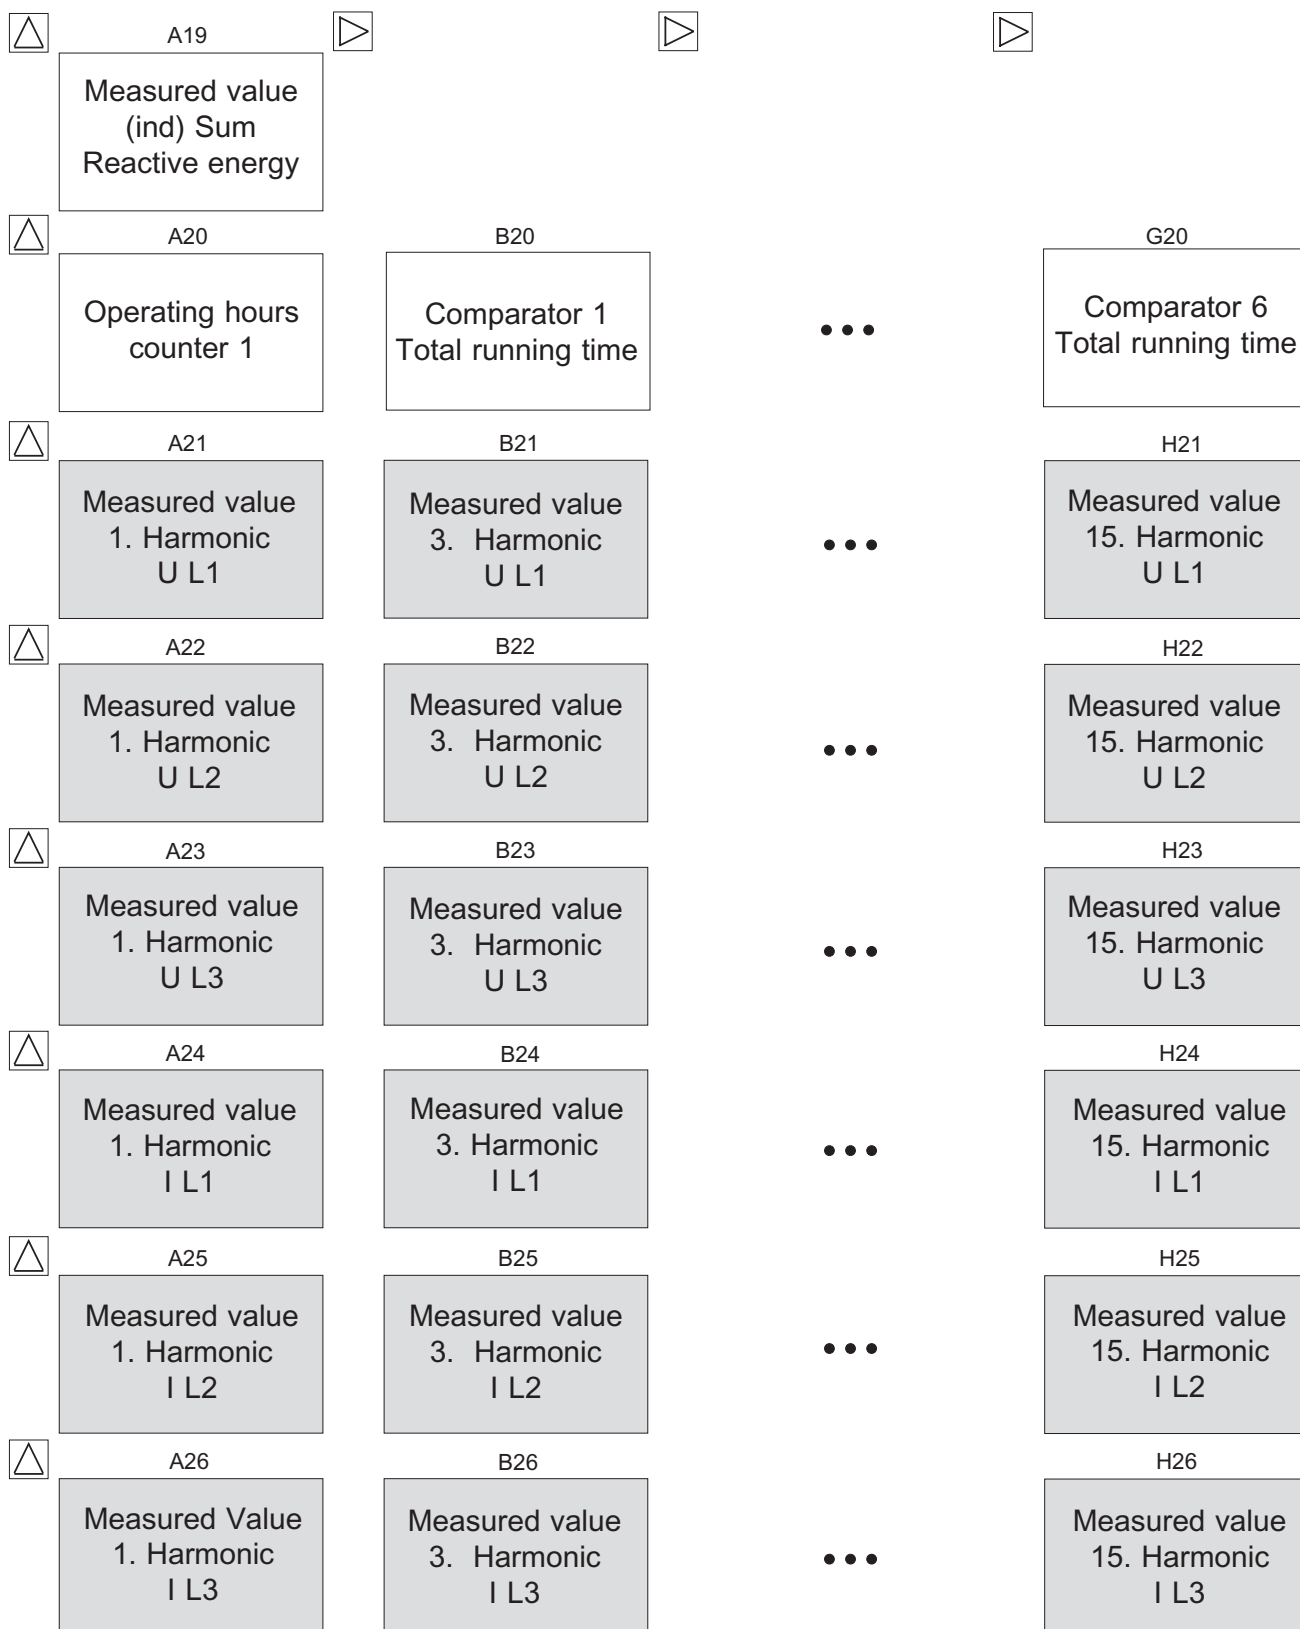 A19
Measured value
(ind) Sum
Reactive energy
A20
B20
G20
Operating hours
counter 1
Comparator 1
Total running time
Comparator 6
Total running time
A21
B21
H21
Measured value
1. Harmonic
U L1
Measured value
3. Harmonic
U L1
Measured value
15. Harmonic
U L1
A22
B22
H22
Measured value
1. Harmonic
U L2
Measured value
3. Harmonic
U L2
Measured value
15. Harmonic
U L2
A23
B23
H23
Measured value
1. Harmonic
U L3
Measured value
3. Harmonic
U L3
Measured value
15. Harmonic
U L3
A24
B24
H24
Measured value
1. Harmonic
I L1
Measured value
3. Harmonic
I L1
Measured value
15. Harmonic
I L1
A25
B25
H25
Measured value
1. Harmonic
I L2
Measured value
3. Harmonic
I L2
Measured value
15. Harmonic
I L2
A26
B26
H26
Measured Value
1. Harmonic
I L3
Measured value
3. Harmonic
I L3
Measured value
15. Harmonic
I L3